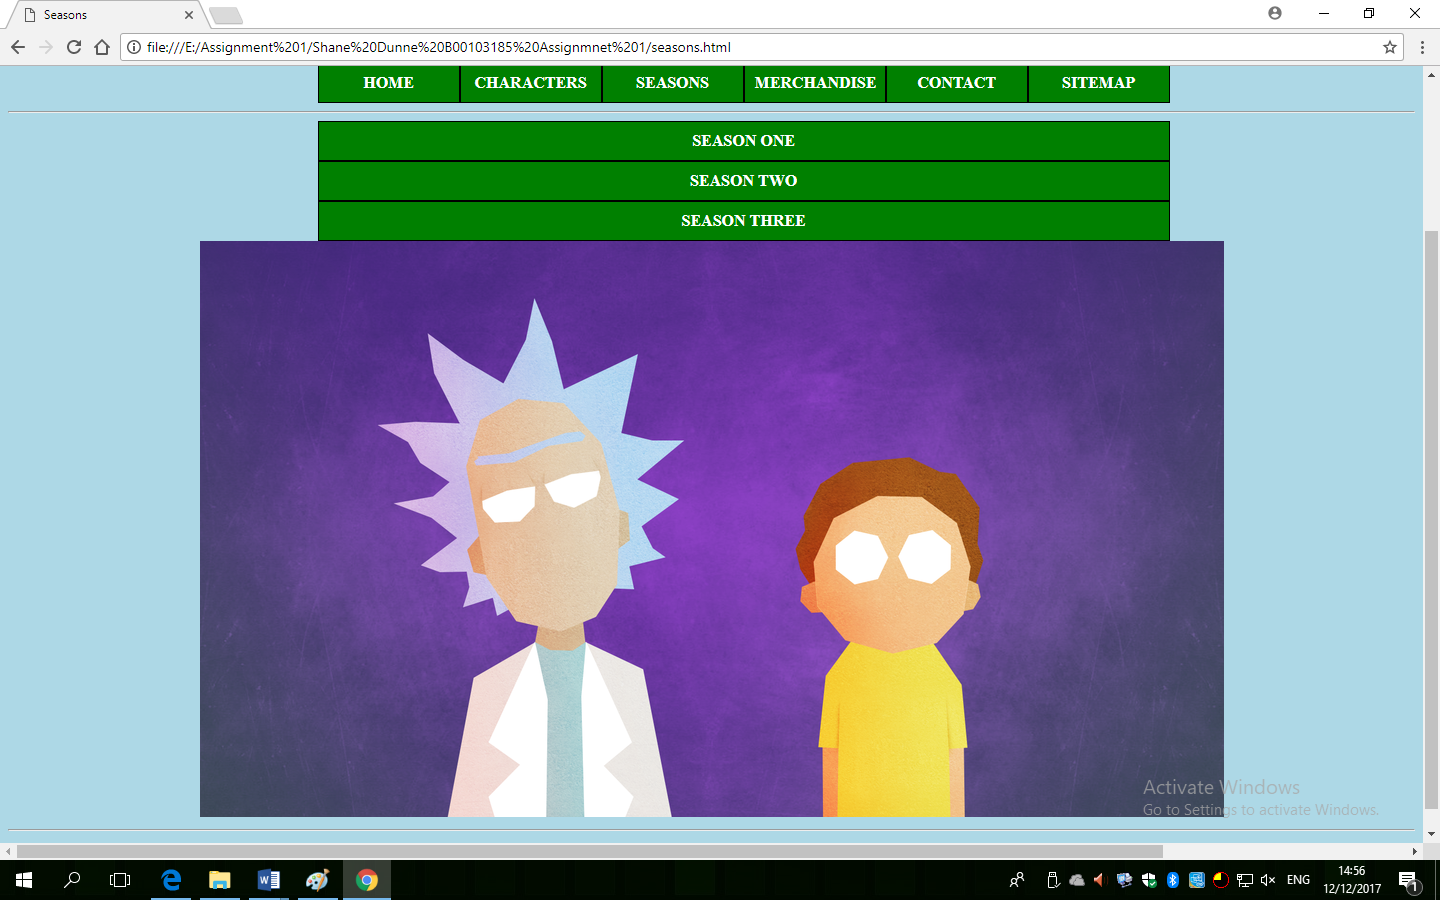 Seasons
file:///E:/Assignment%201/Shane%20Dunne%20B00103185%20Assignmnet%201/seasons.html
HOME CHARACTERS SEASONS MERCHANDISE CONTACT SITEMAP
SEASON ONE
SEASON TWO
SEASON THREE
Activate Windows
Go to Settings to activate Windows.
ENG
14:56
12/12/2017
1